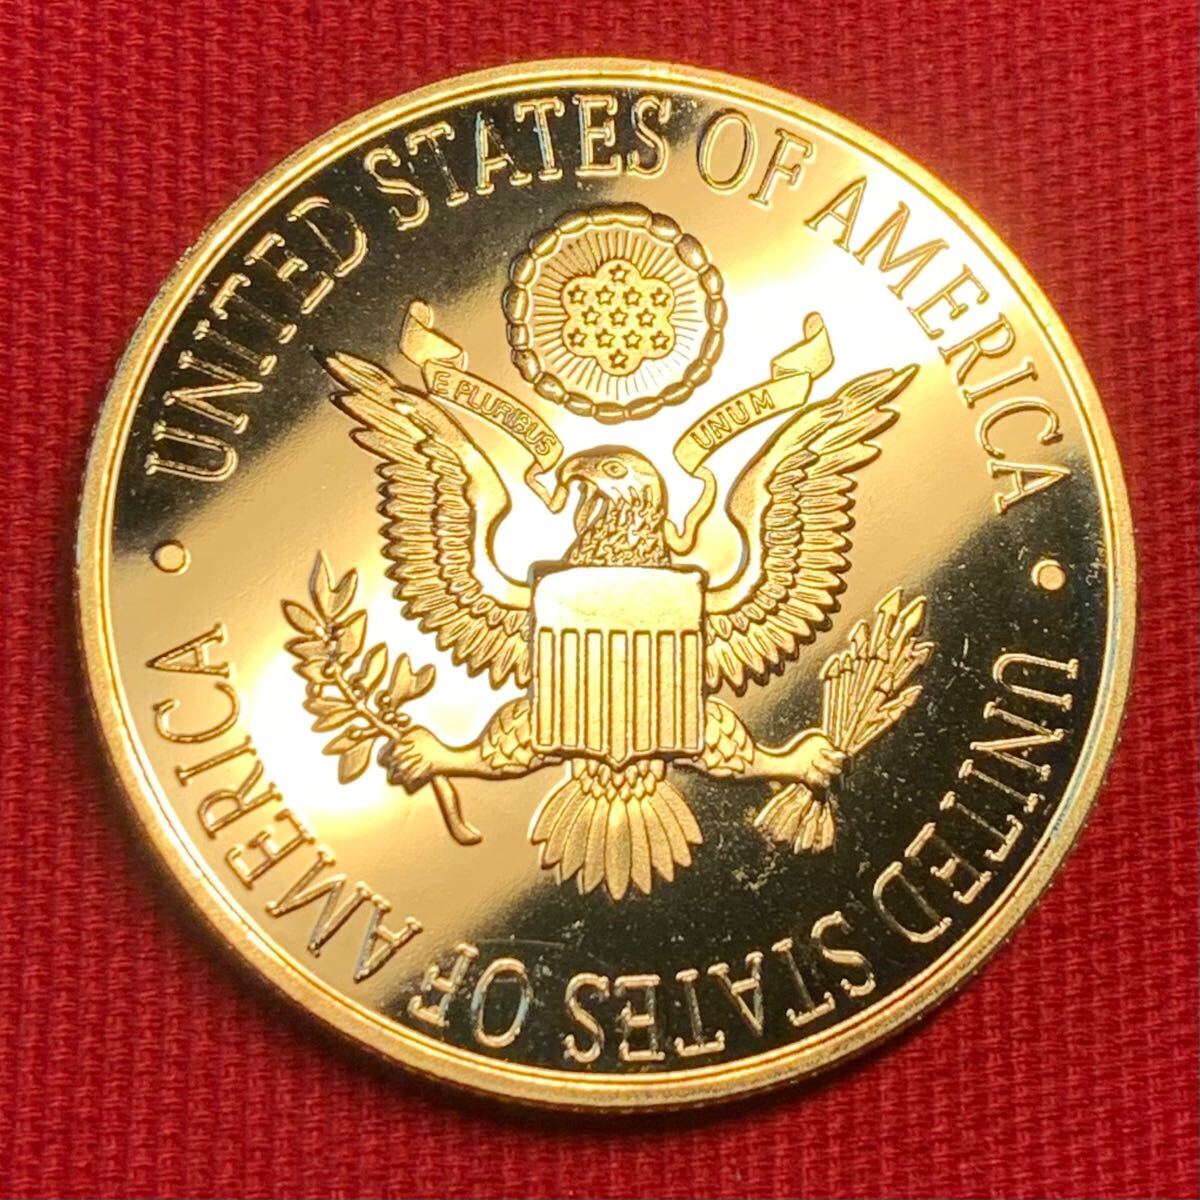 UNITED STATES OF AMERICA
E PLURIBUS
UNUM
UNITED STATES OF AMERICA